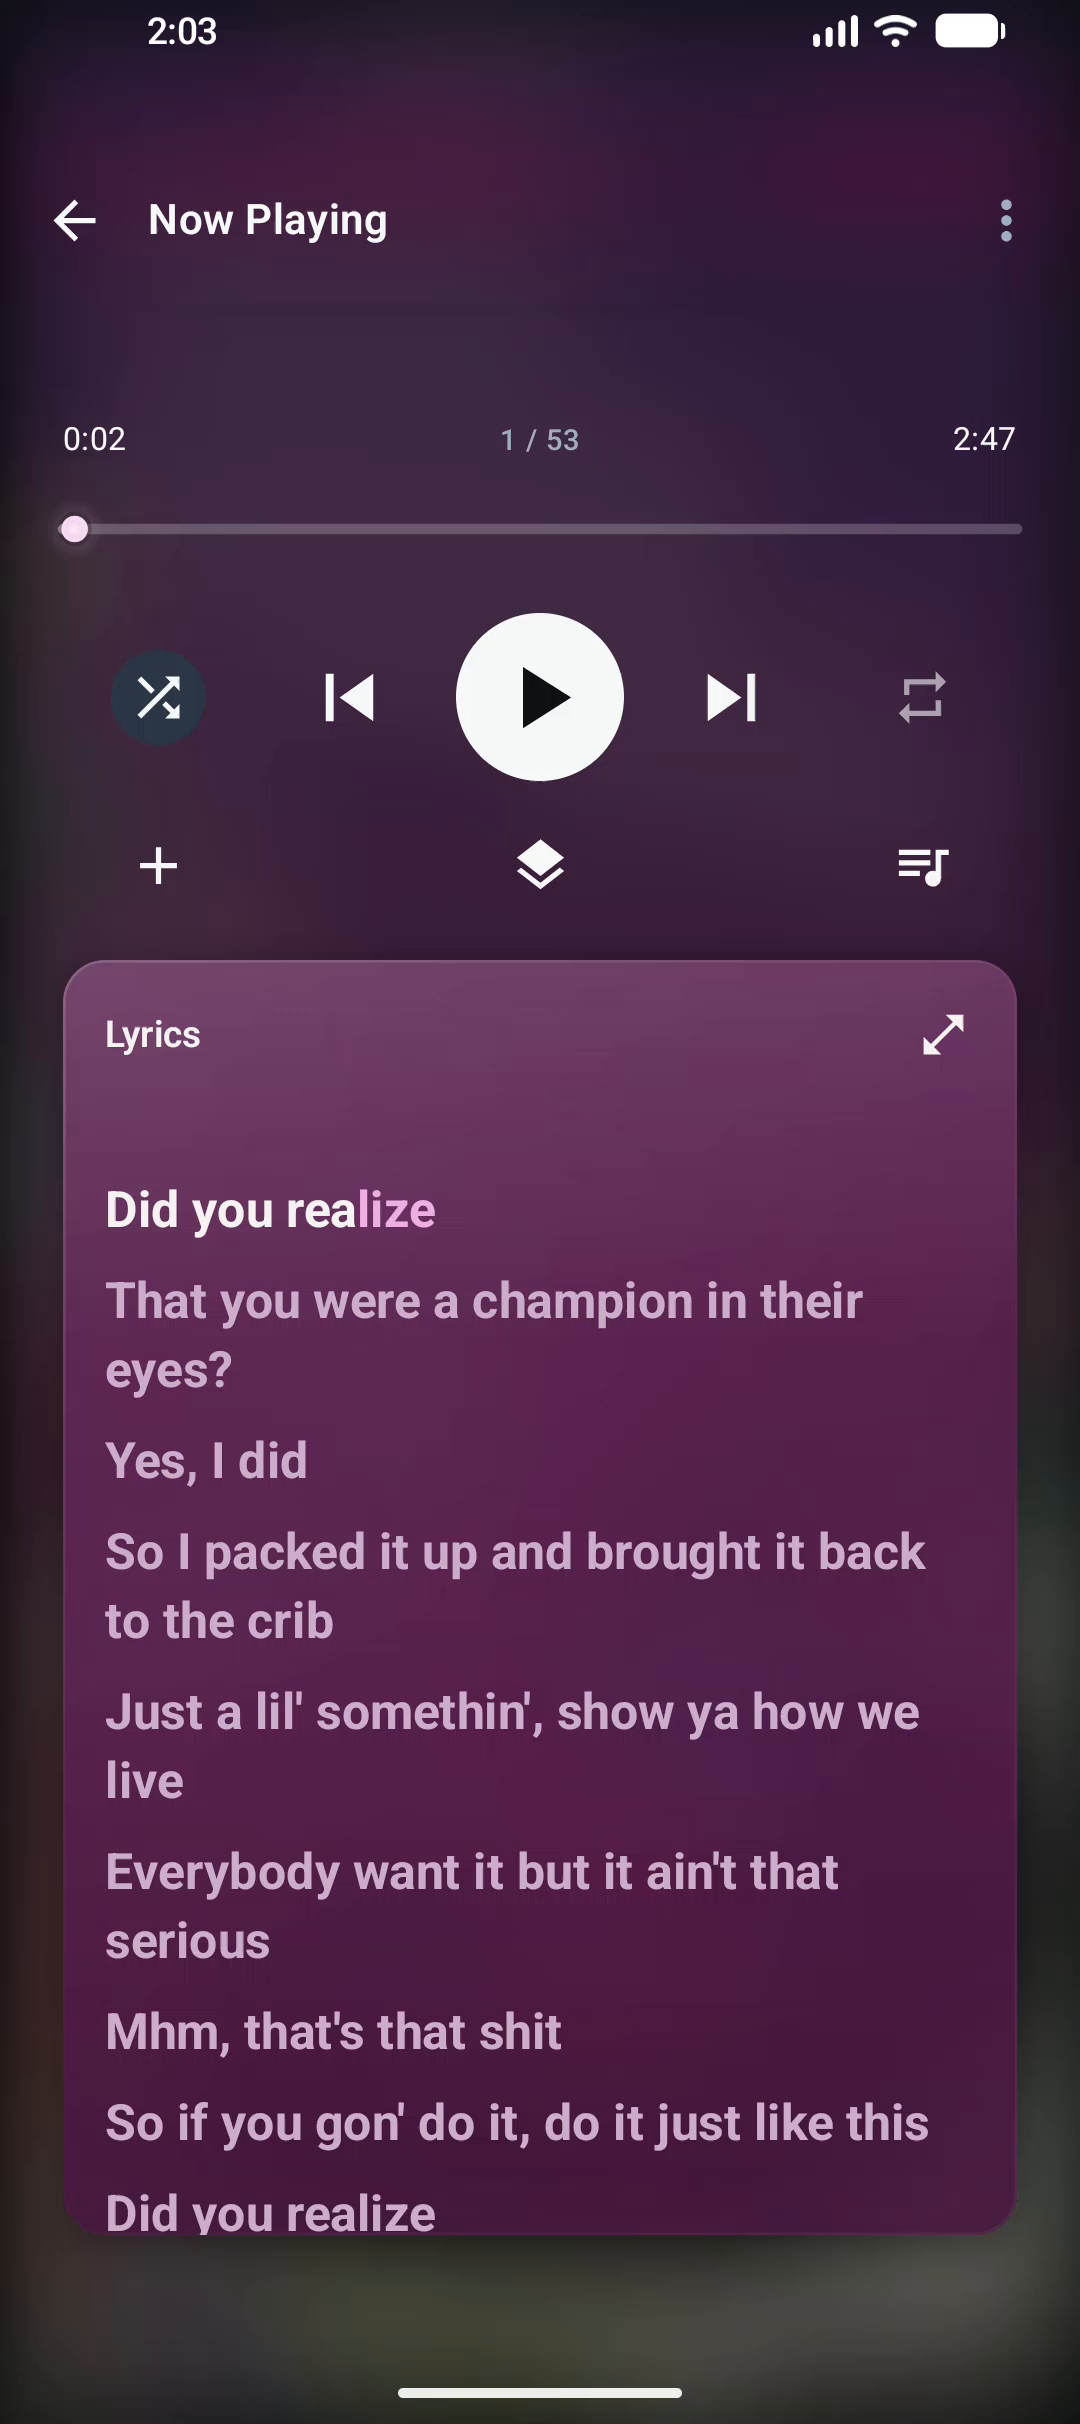 2:03
Now Playing
0:02
1 / 53
2:47
Lyrics
Did you realize
That you were a champion in their
eyes?
Yes, I did
So I packed it up and brought it back
to the crib
Just a lil' somethin', show ya how we
live
Everybody want it but it ain't that
serious
Mhm, that's that shit
So if you gon' do it, do it just like this
Did you realize